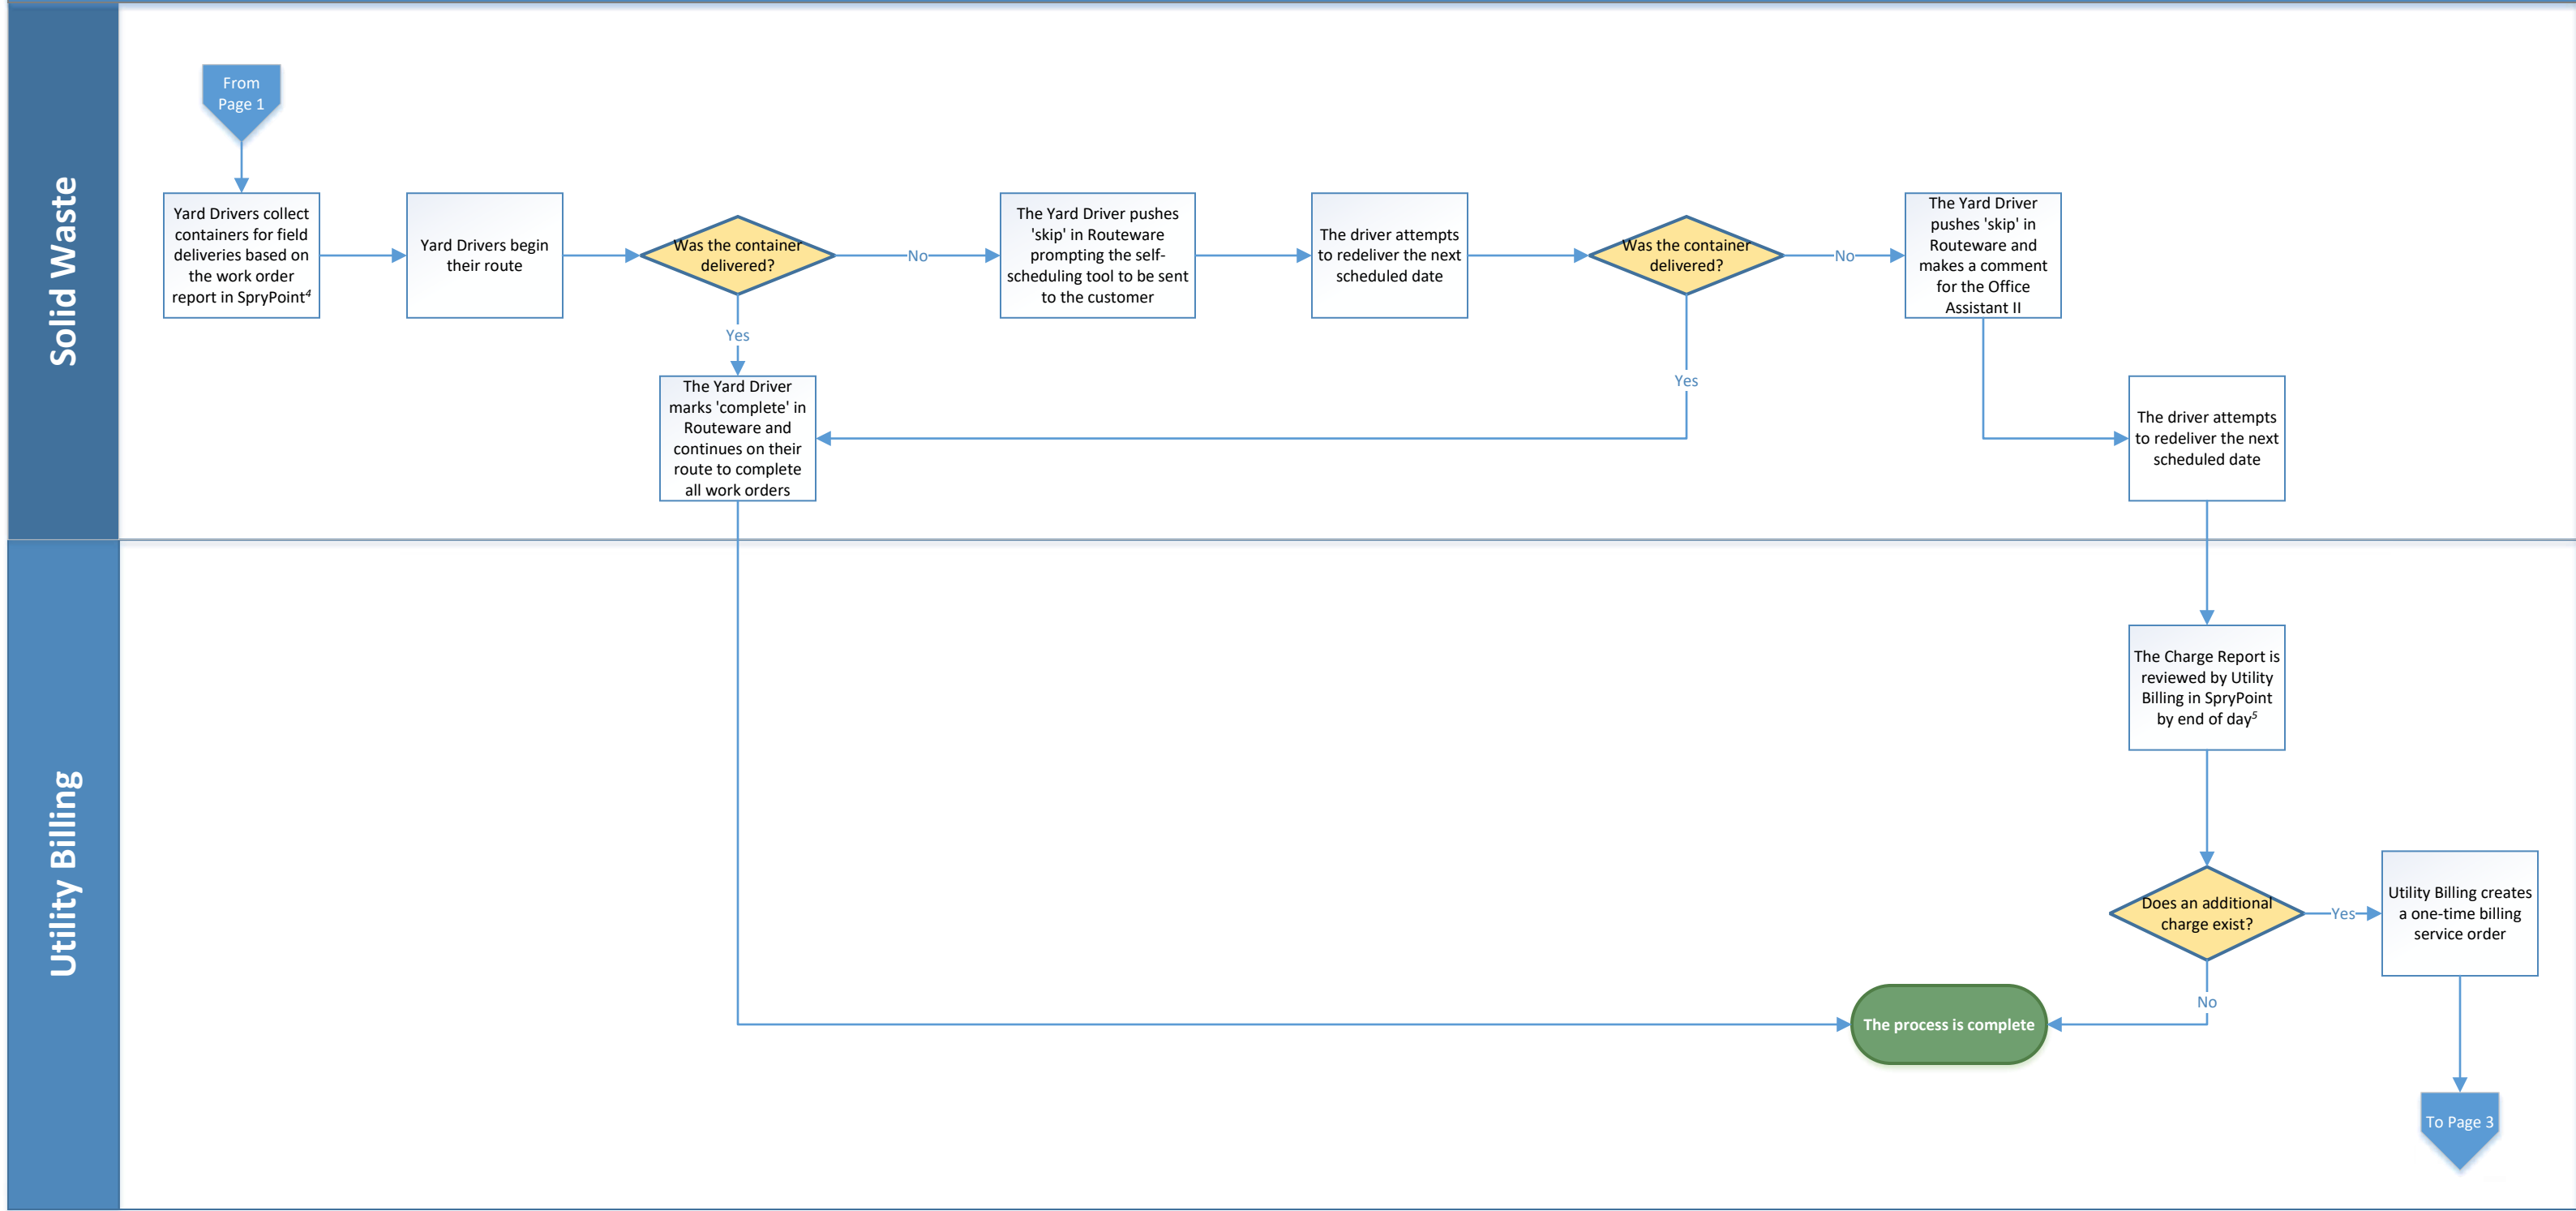 Solid Waste
From
Page 1
Yard Drivers collect
containers for field
deliveries based on
the work order
report in SpryPoint⁴
Yard Drivers begin
their route
Was the container
delivered?
No
The Yard Driver pushes
'skip' in Routeware
prompting the self-
scheduling tool to be sent
to the customer
The driver attempts
to redeliver the next
scheduled date
Was the container
delivered?
No
The Yard Driver
pushes 'skip' in
Routeware and
makes a comment
for the Office
Assistant II
Yes
The Yard Driver
marks 'complete' in
Routeware and
continues on their
route to complete
all work orders
Yes
The driver attempts
to redeliver the next
scheduled date
Utility Billing
The Charge Report is
reviewed by Utility
Billing in SpryPoint
by end of day⁵
Does an additional
charge exist?
Yes
Utility Billing creates
a one-time billing
service order
No
The process is complete
To Page 3